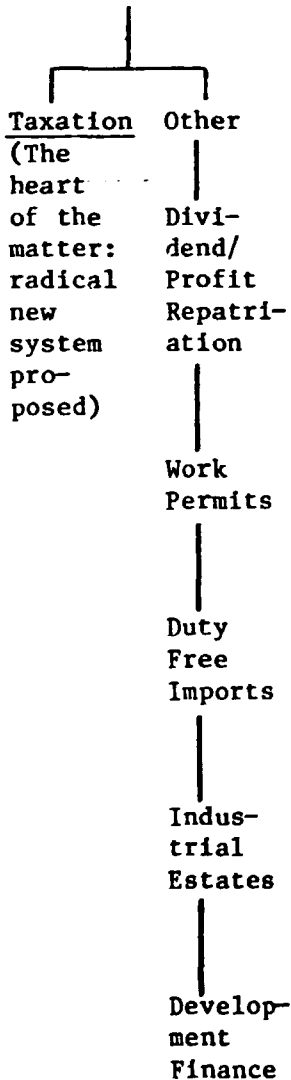 Taxation Other
(The
heart
of the
matter:
radical
new
system
pro-
posed)
Divi-
dend/
Profit
Repatri-
ation
Work
Permits
Duty
Free
Imports
Indus-
trial
Estates
Develop-
ment
Finance